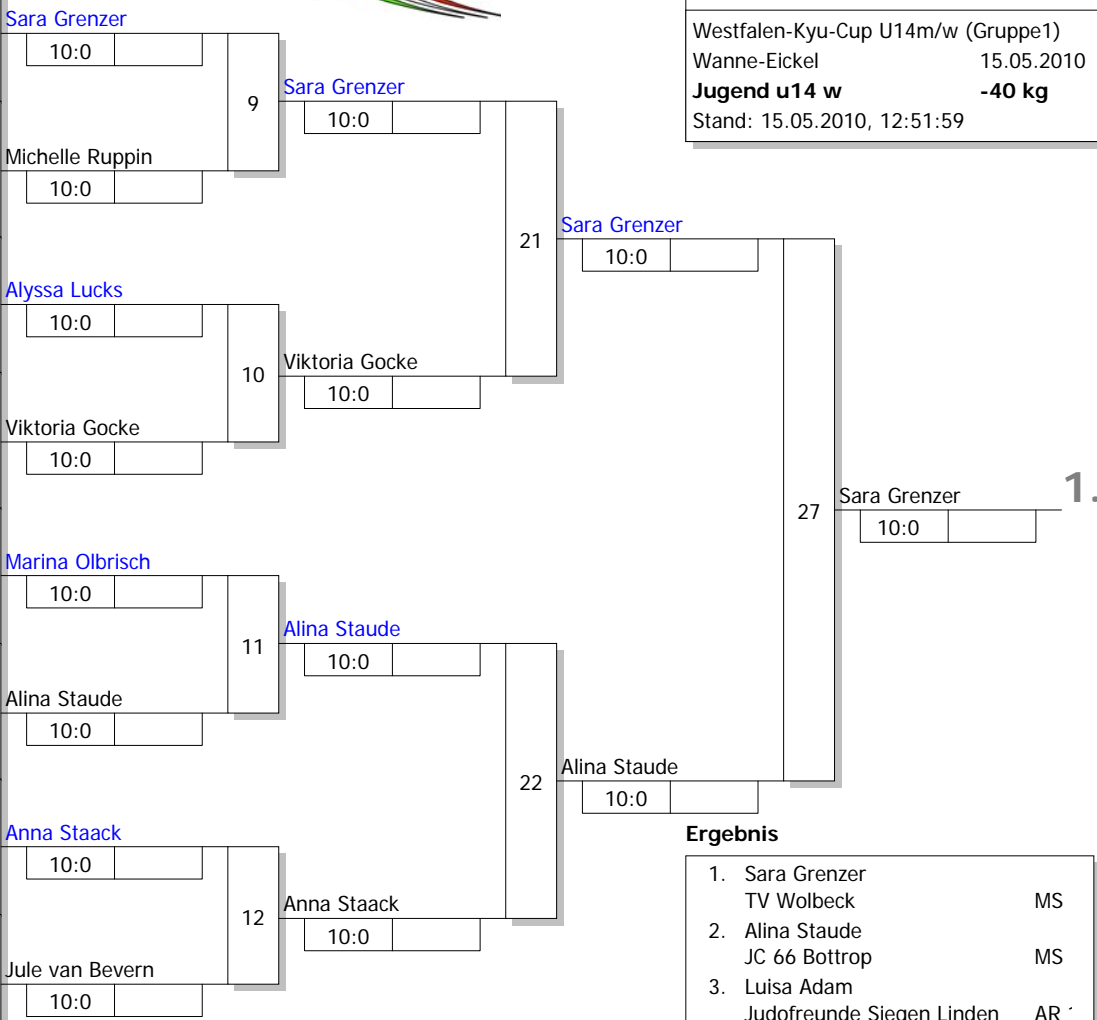 Sara Grenzer
10:0
9
Michelle Ruppin
10:0
Alyssa Lucks
10:0
10
Viktoria Gocke
10:0
Marina Olbrisch
10:0
11
Alina Staude
10:0
Anna Staack
10:0
12
Jule van Bevern
10:0
Sara Grenzer
10:0
21
Viktoria Gocke
10:0
Alina Staude
10:0
22
Anna Staack
10:0
Sara Grenzer
10:0
27
Alina Staude
10:0
Sara Grenzer 1.
10:0
Westfalen-Kyu-Cup U14m/w (Gruppe1)
Wanne-Eickel 15.05.2010
Jugend u14 w -40 kg
Stand: 15.05.2010, 12:51:59
Ergebnis
1. Sara Grenzer
TV Wolbeck MS
2. Alina Staude
JC 66 Bottrop MS
3. Luisa Adam
Judofreunde Siegen Linden AR